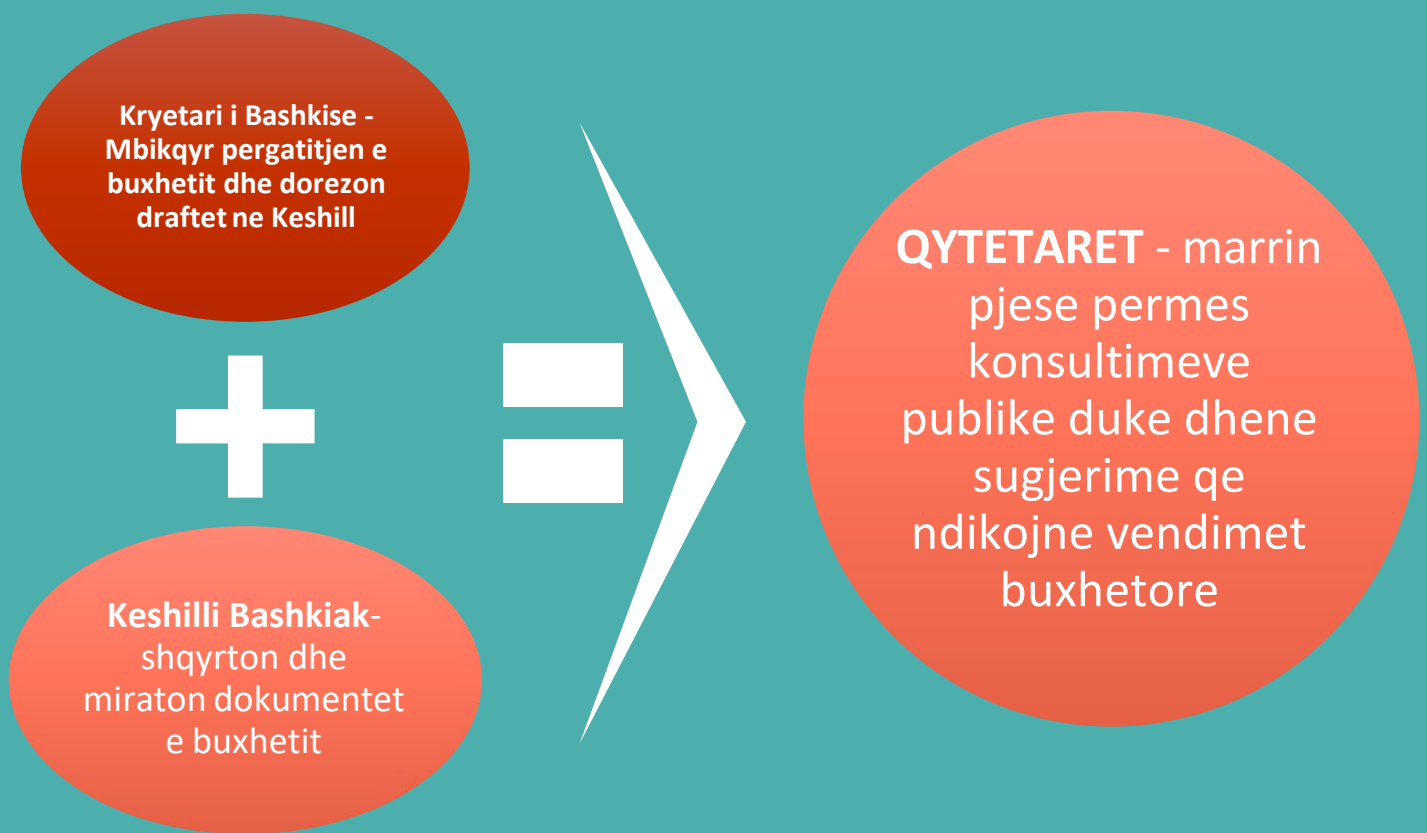 Kryetari i Bashkise -
Mbikqyr pergatitjen e
buxhetit dhe dorezon
draftet ne Keshill
Keshilli Bashkiak-
shqyrton dhe
miraton dokumentet
e buxhetit
QYTETARET - marrin
pjese permes
konsultimeve
publike duke dhene
sugjerime qe
ndikojne vendimet
buxhetore